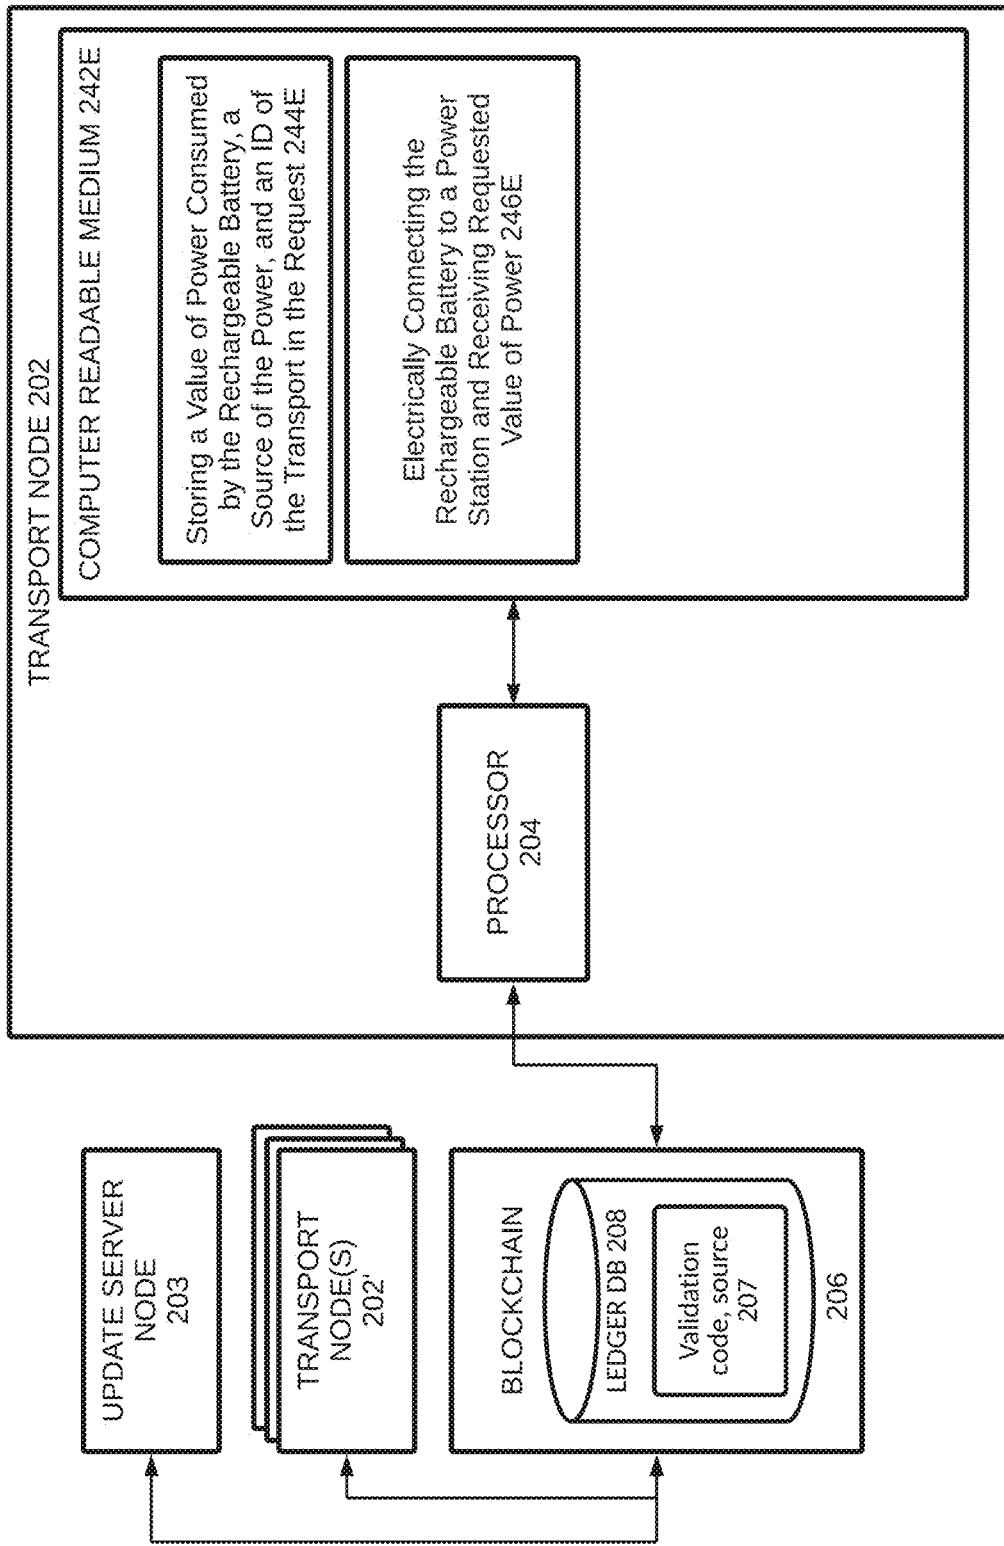 TRANSPORT NODE 202
COMPUTER READABLE MEDIUM 242E
Storing a Value of Power Consumed
by the Rechargeable Battery, a
Source of the Power, and an ID of
the Transport in the Request 244E
Electrically Connecting the
Rechargeable Battery to a Power
Station and Receiving Requested
Value of Power 246E
PROCESSOR
204
UPDATE SERVER
NODE
203
TRANSPORT
NODE(S)
202'
BLOCKCHAIN
LEDGER DB 208
Validation
code, source
207
206